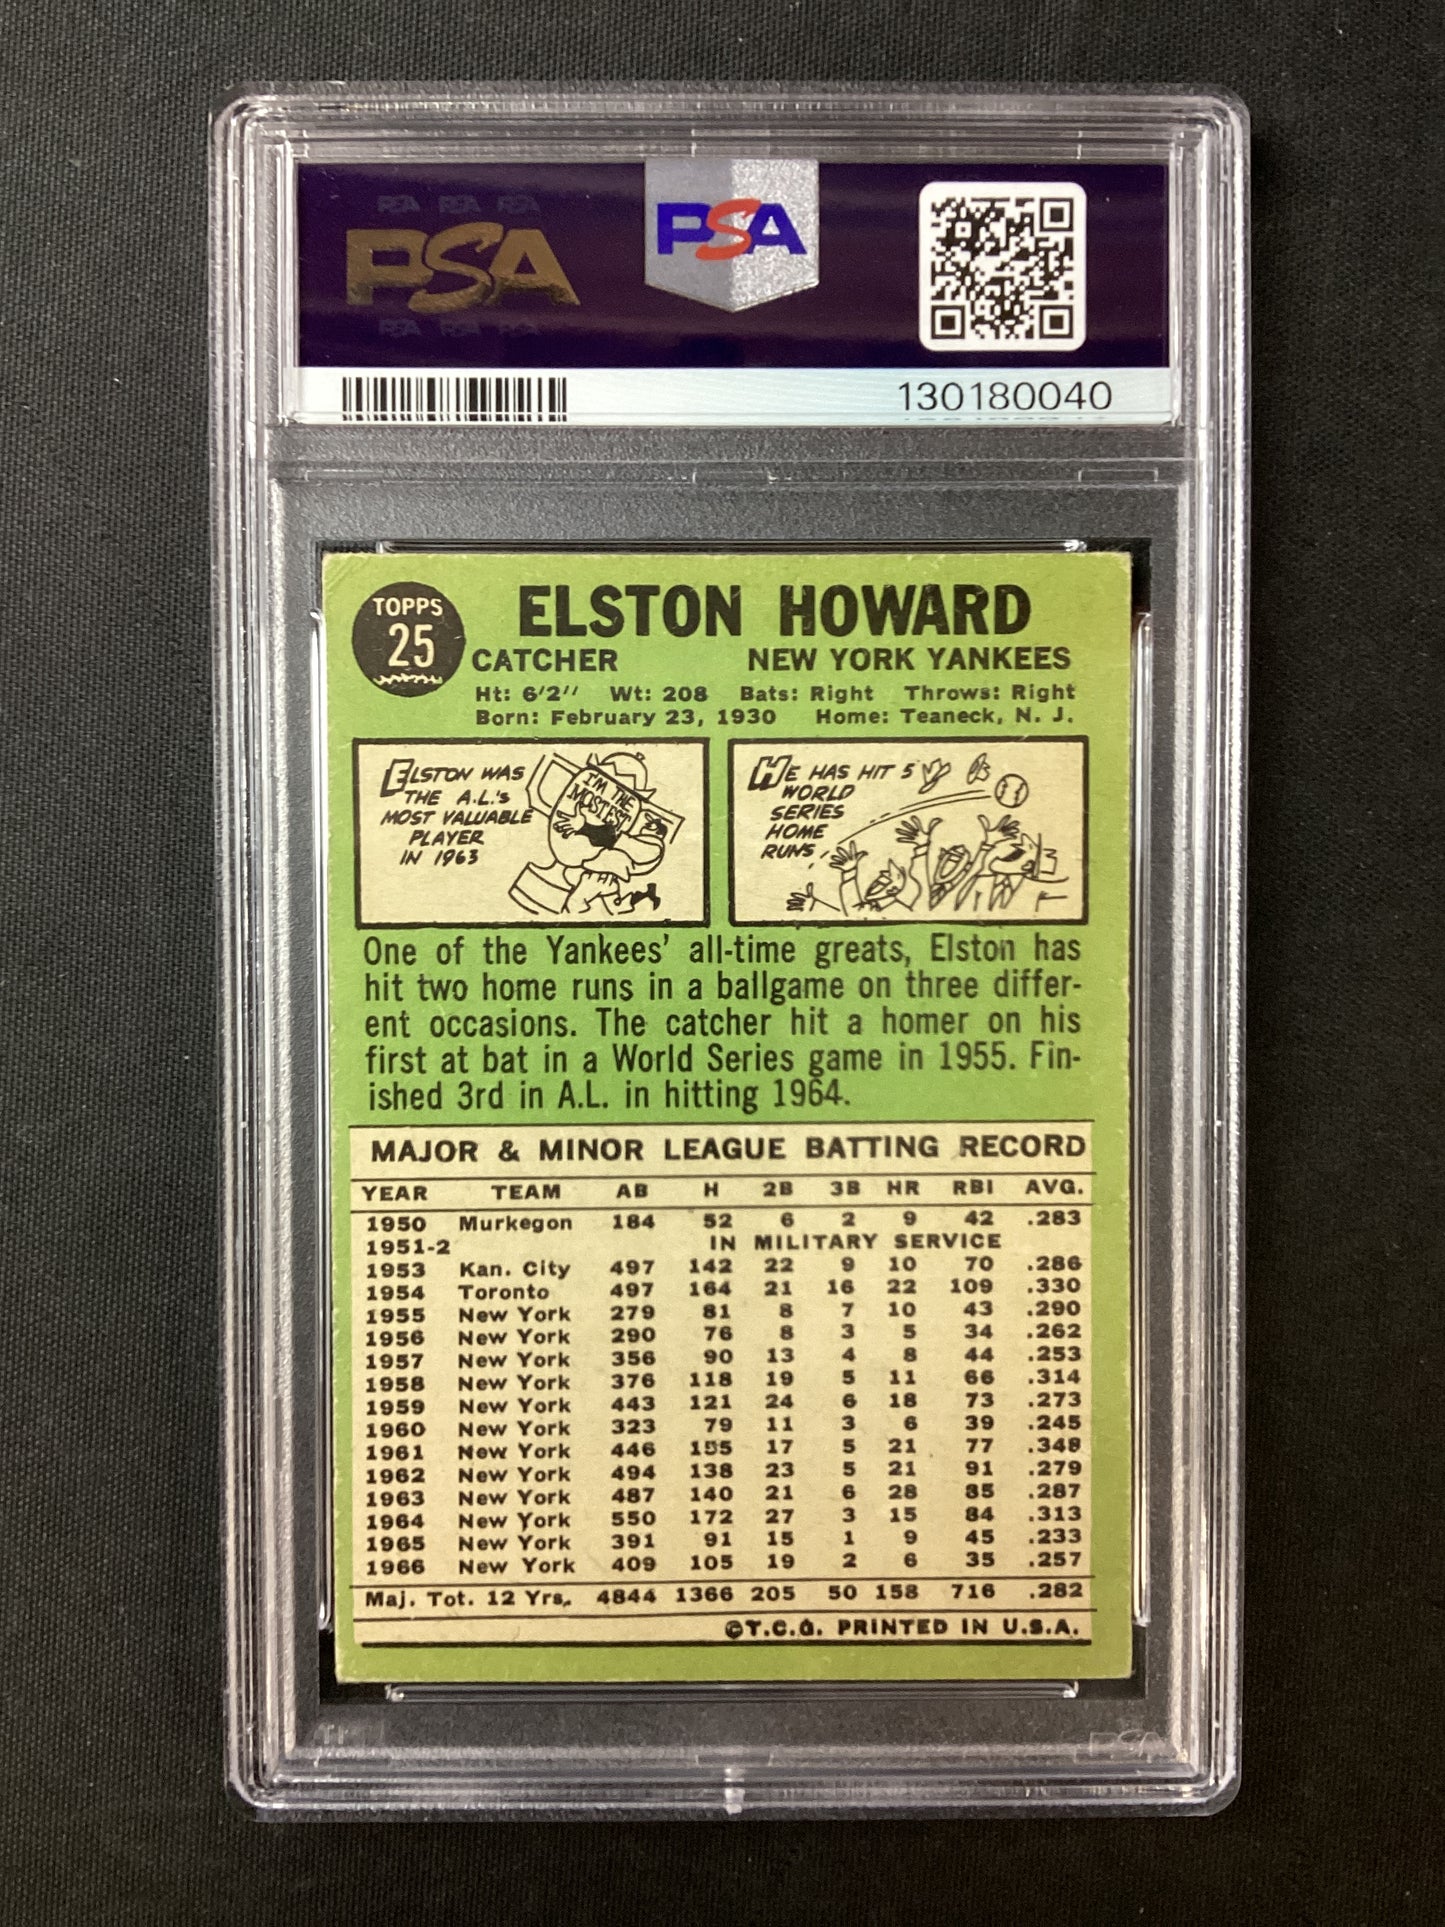 PSA PSA PSA
PSA
PSA PSA PSA
PSA
130180040
TOPPS
25
ELSTON HOWARD
CATCHER NEW YORK YANKEES
Ht: 6'2'' Wt: 208 Bats: Right Throws: Right
Born: February 23, 1930 Home: Teaneck, N. J.
ELSTON WAS
THE A.L.'s
MOST VALUABLE
PLAYER
IN 1963
I'M THE
MOSTEST
HE HAS HIT 5
WORLD
SERIES
HOME
RUNS
One of the Yankees' all-time greats, Elston has
hit two home runs in a ballgame on three differ-
ent occasions. The catcher hit a homer on his
first at bat in a World Series game in 1955. Fin-
ished 3rd in A.L. in hitting 1964.
MAJOR & MINOR LEAGUE BATTING RECORD
YEAR TEAM AB H 2B 3B HR RBI AVG.
1950 Murkegon 184 52 6 2 9 42 .283
1951-2 IN MILITARY SERVICE
1953 Kan. City 497 142 22 9 10 70 .286
1954 Toronto 497 164 21 16 22 109 .330
1955 New York 279 81 8 7 10 43 .290
1956 New York 290 76 8 3 5 34 .262
1957 New York 356 90 13 4 8 44 .253
1958 New York 376 118 19 5 11 66 .314
1959 New York 443 121 24 6 18 73 .273
1960 New York 323 79 11 3 6 39 .245
1961 New York 446 155 17 5 21 77 .348
1962 New York 494 138 23 5 21 91 .279
1963 New York 487 140 21 6 28 85 .287
1964 New York 550 172 27 3 15 84 .313
1965 New York 391 91 15 1 9 45 .233
1966 New York 409 105 19 2 6 35 .257
Maj. Tot. 12 Yrs. 4844 1366 205 50 158 716 .282
©T.C.G. PRINTED IN U.S.A.
PSA